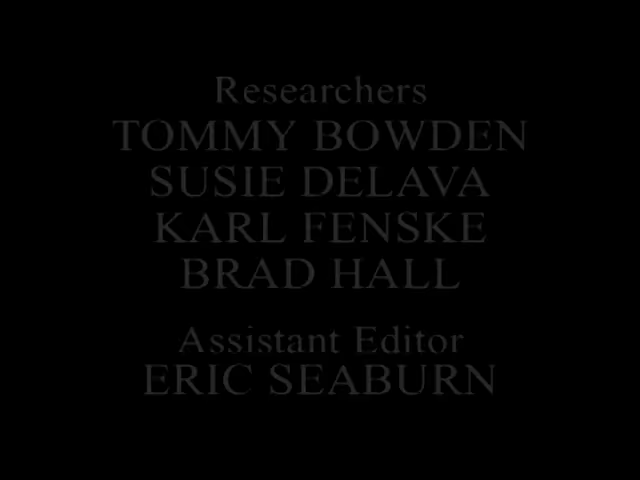 Researchers
TOMMY BOWDEN
SUSIE DELAVA
KARL FENSKE
BRAD HALL
Assistant Editor
ERIC SEABURN